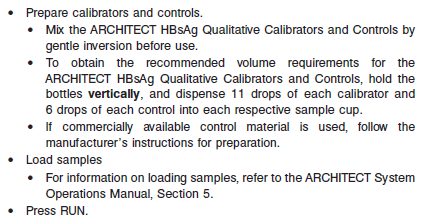 • Prepare calibrators and controls.
• Mix the ARCHITECT HBsAg Qualitative Calibrators and Controls by
gentle inversion before use.
• To obtain the recommended volume requirements for the
ARCHITECT HBsAg Qualitative Calibrators and Controls, hold the
bottles vertically, and dispense 11 drops of each calibrator and
6 drops of each control into each respective sample cup.
• If commercially available control material is used, follow the
manufacturer's instructions for preparation.
• Load samples
• For information on loading samples, refer to the ARCHITECT System
Operations Manual, Section 5.
• Press RUN.